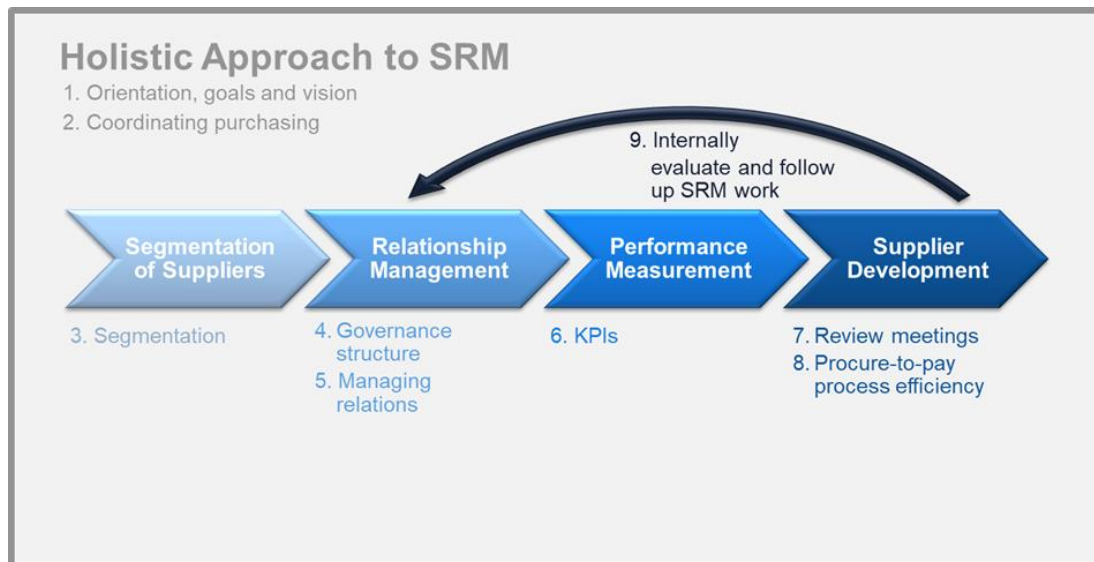 Holistic Approach to SRM
1. Orientation, goals and vision
2. Coordinating purchasing
9. Internally
evaluate and follow
up SRM work
Segmentation
of Suppliers
Relationship
Management
Performance
Measurement
Supplier
Development
3. Segmentation
4. Governance
structure
5. Managing
relations
6. KPIs
7. Review meetings
8. Procure-to-pay
process efficiency